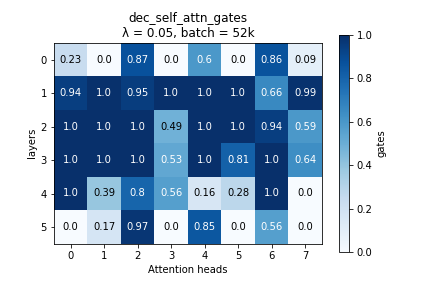 dec_self_attn_gates
λ = 0.05, batch = 52k
0 0.23 0.0 0.87 0.0 0.6 0.0 0.86 0.09
1 0.94 1.0 0.95 1.0 1.0 1.0 0.66 0.99
2 1.0 1.0 1.0 0.49 1.0 1.0 0.94 0.59
3 1.0 1.0 1.0 0.53 1.0 0.81 1.0 0.64
4 1.0 0.39 0.8 0.56 0.16 0.28 1.0 0.0
5 0.0 0.17 0.97 0.0 0.85 0.0 0.56 0.0
0 1 2 3 4 5 6 7
Attention heads
layers
1.0
0.8
0.6
0.4
0.2
0.0
gates